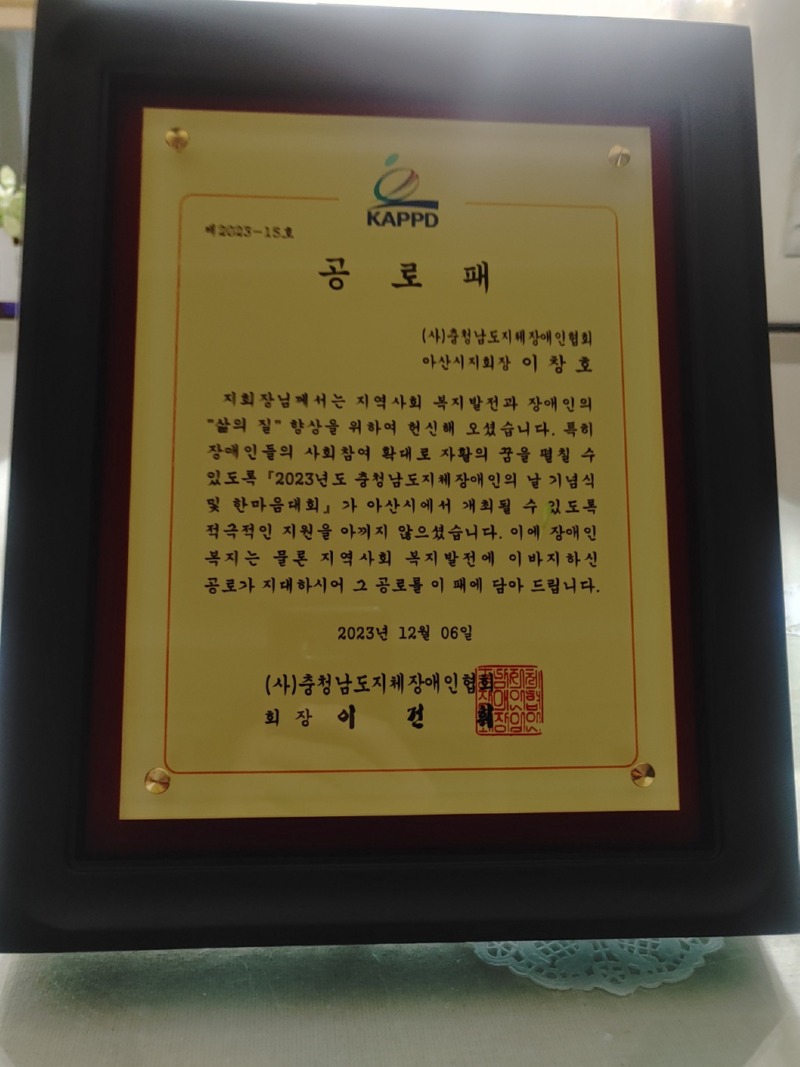 KAPPD
제2023-15호
공 로 패
(사)충청남도지체장애인협회
아산시지회장 이 창 호
지회장님께서는 지역사회 복지발전과 장애인의
"삶의 질" 향상을 위하여 헌신해 오셨습니다. 특히
장애인들의 사회참여 확대로 자활의 꿈을 펼칠 수
있도록 『2023년도 충청남도지체장애인의 날 기념식
및 한마음대회』가 아산시에서 개최될 수 있도록
적극적인 지원을 아끼지 않으셨습니다. 이에 장애인
복지는 물론 지역사회 복지발전에 이바지하신
공로가 지대하시어 그 공로를 이 패에 담아 드립니다.
2023년 12월 06일
(사)충청남도지체장애인협회
회 장 이 건 휘